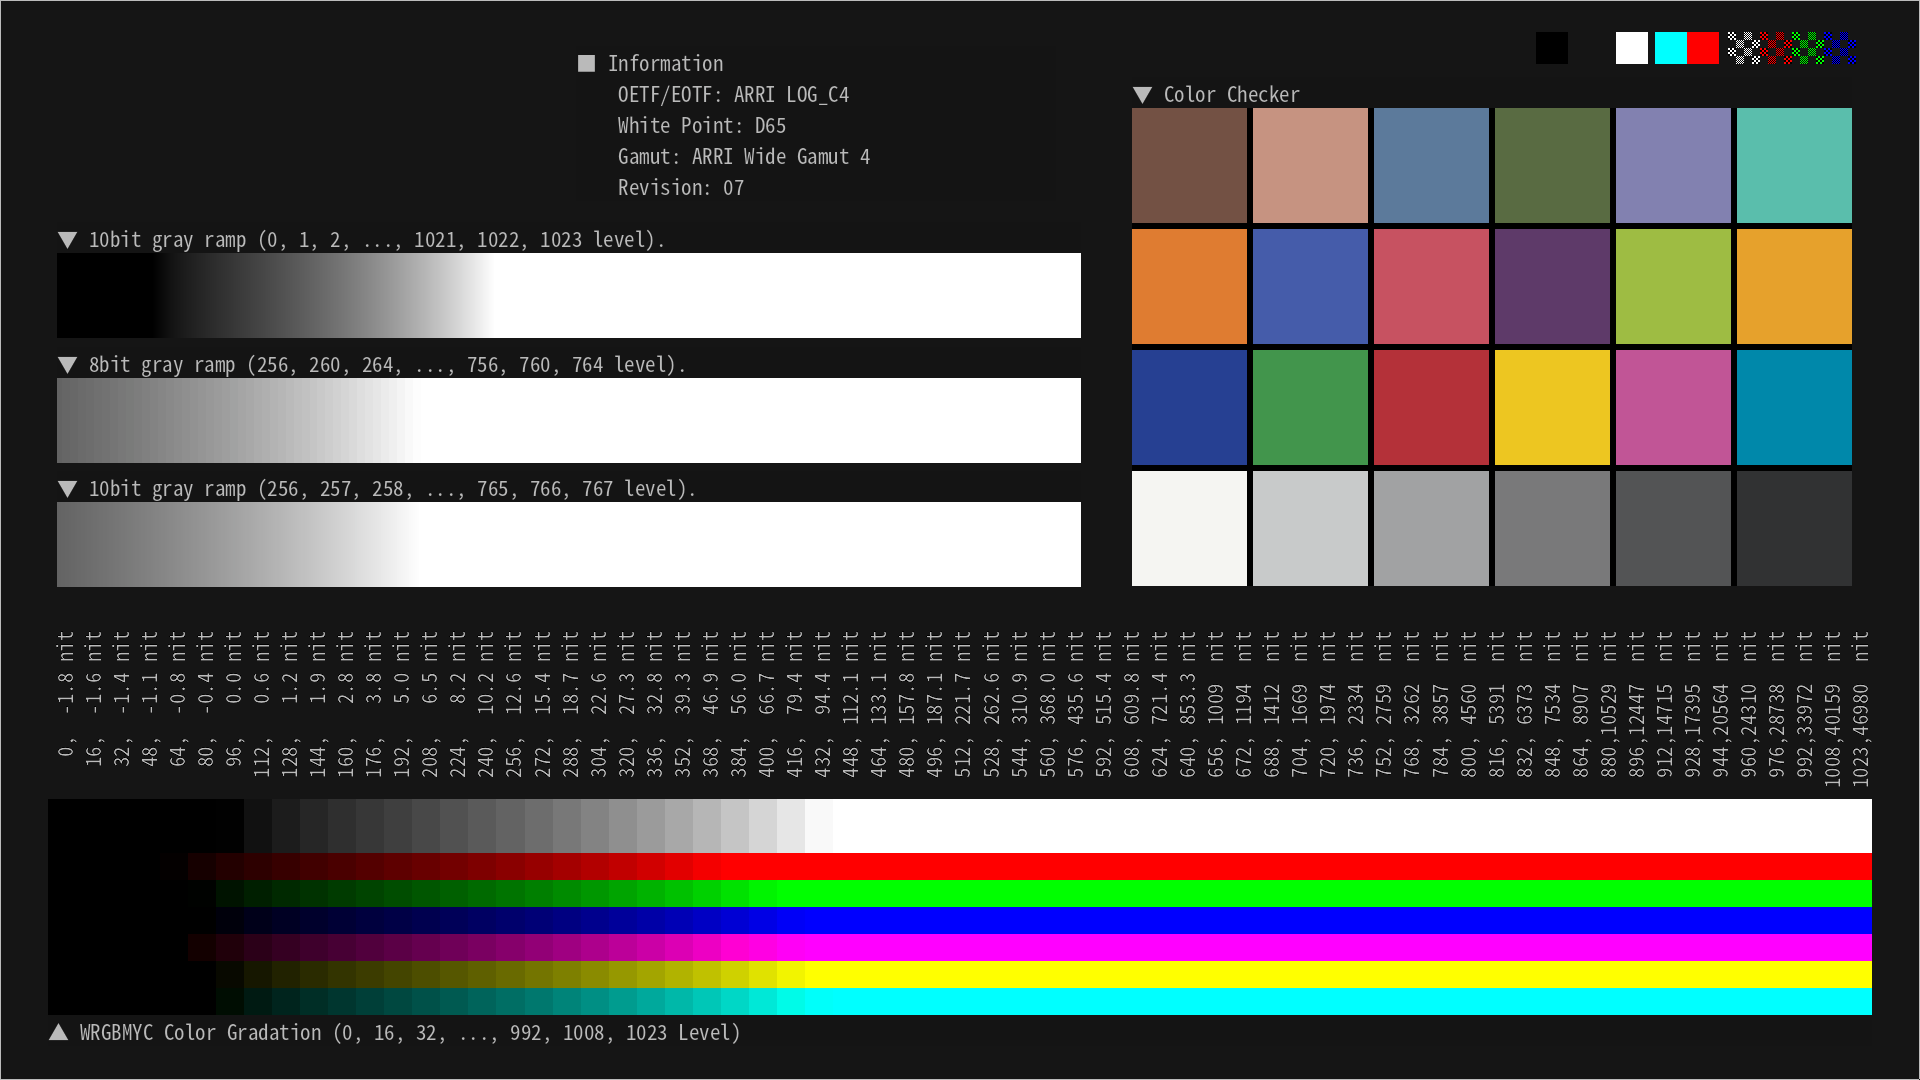 ■ Information
OETF/EOTF: ARRI LOG_C4
White Point: D65
Gamut: ARRI Wide Gamut 4
Revision: 07
▼ Color Checker
▼ 10bit gray ramp (0, 1, 2, ..., 1021, 1022, 1023 level).
▼ 8bit gray ramp (256, 260, 264, ..., 756, 760, 764 level).
▼ 10bit gray ramp (256, 257, 258, ..., 765, 766, 767 level).
0, -1.8 nit
16, -1.6 nit
32, -1.4 nit
48, -1.1 nit
64, -0.8 nit
80, -0.4 nit
96, 0.0 nit
112, 0.6 nit
128, 1.2 nit
144, 1.9 nit
160, 2.8 nit
176, 3.8 nit
192, 5.0 nit
208, 6.5 nit
224, 8.2 nit
240, 10.2 nit
256, 12.6 nit
272, 15.4 nit
288, 18.7 nit
304, 22.6 nit
320, 27.3 nit
336, 32.8 nit
352, 39.3 nit
368, 46.9 nit
384, 56.0 nit
400, 66.7 nit
416, 79.4 nit
432, 94.4 nit
448, 112.1 nit
464, 133.1 nit
480, 157.8 nit
496, 187.1 nit
512, 221.7 nit
528, 262.6 nit
544, 310.9 nit
560, 368.0 nit
576, 435.6 nit
592, 515.4 nit
608, 609.8 nit
624, 721.4 nit
640, 853.3 nit
656, 1009 nit
672, 1194 nit
688, 1412 nit
704, 1669 nit
720, 1974 nit
736, 2334 nit
752, 2759 nit
768, 3262 nit
784, 3857 nit
800, 4560 nit
816, 5391 nit
832, 6373 nit
848, 7534 nit
864, 8907 nit
880,10529 nit
896,12447 nit
912,14715 nit
928,17395 nit
944,20564 nit
960,24310 nit
976,28738 nit
992,33972 nit
1008,40159 nit
1023,46980 nit
▲ WRGBMYC Color Gradation (0, 16, 32, ..., 992, 1008, 1023 Level)